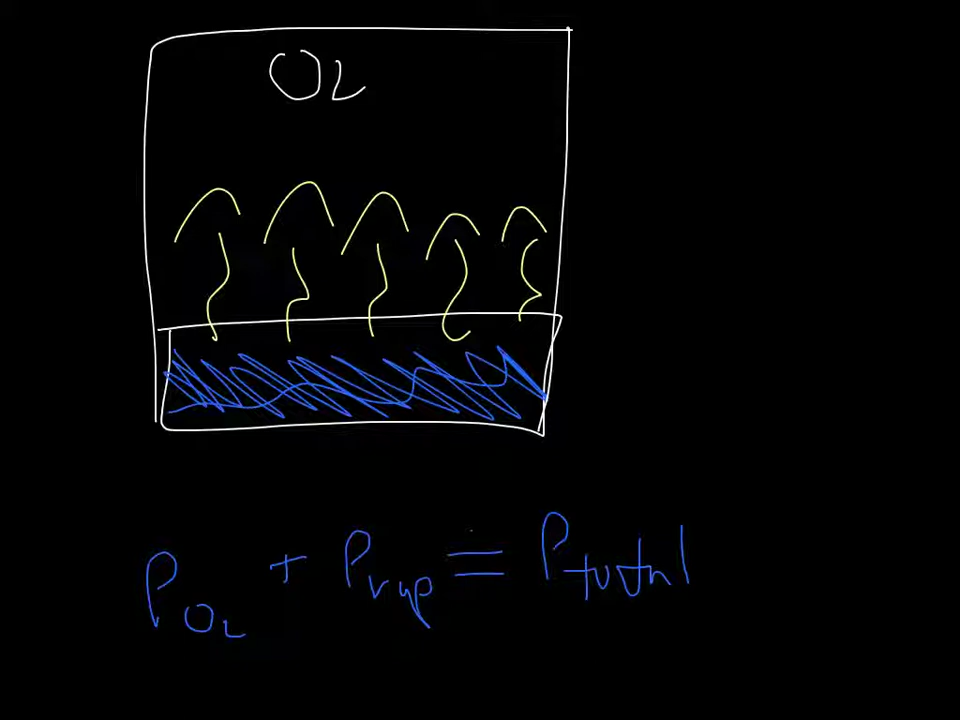 O2
PO2 + Pvap = Ptotal